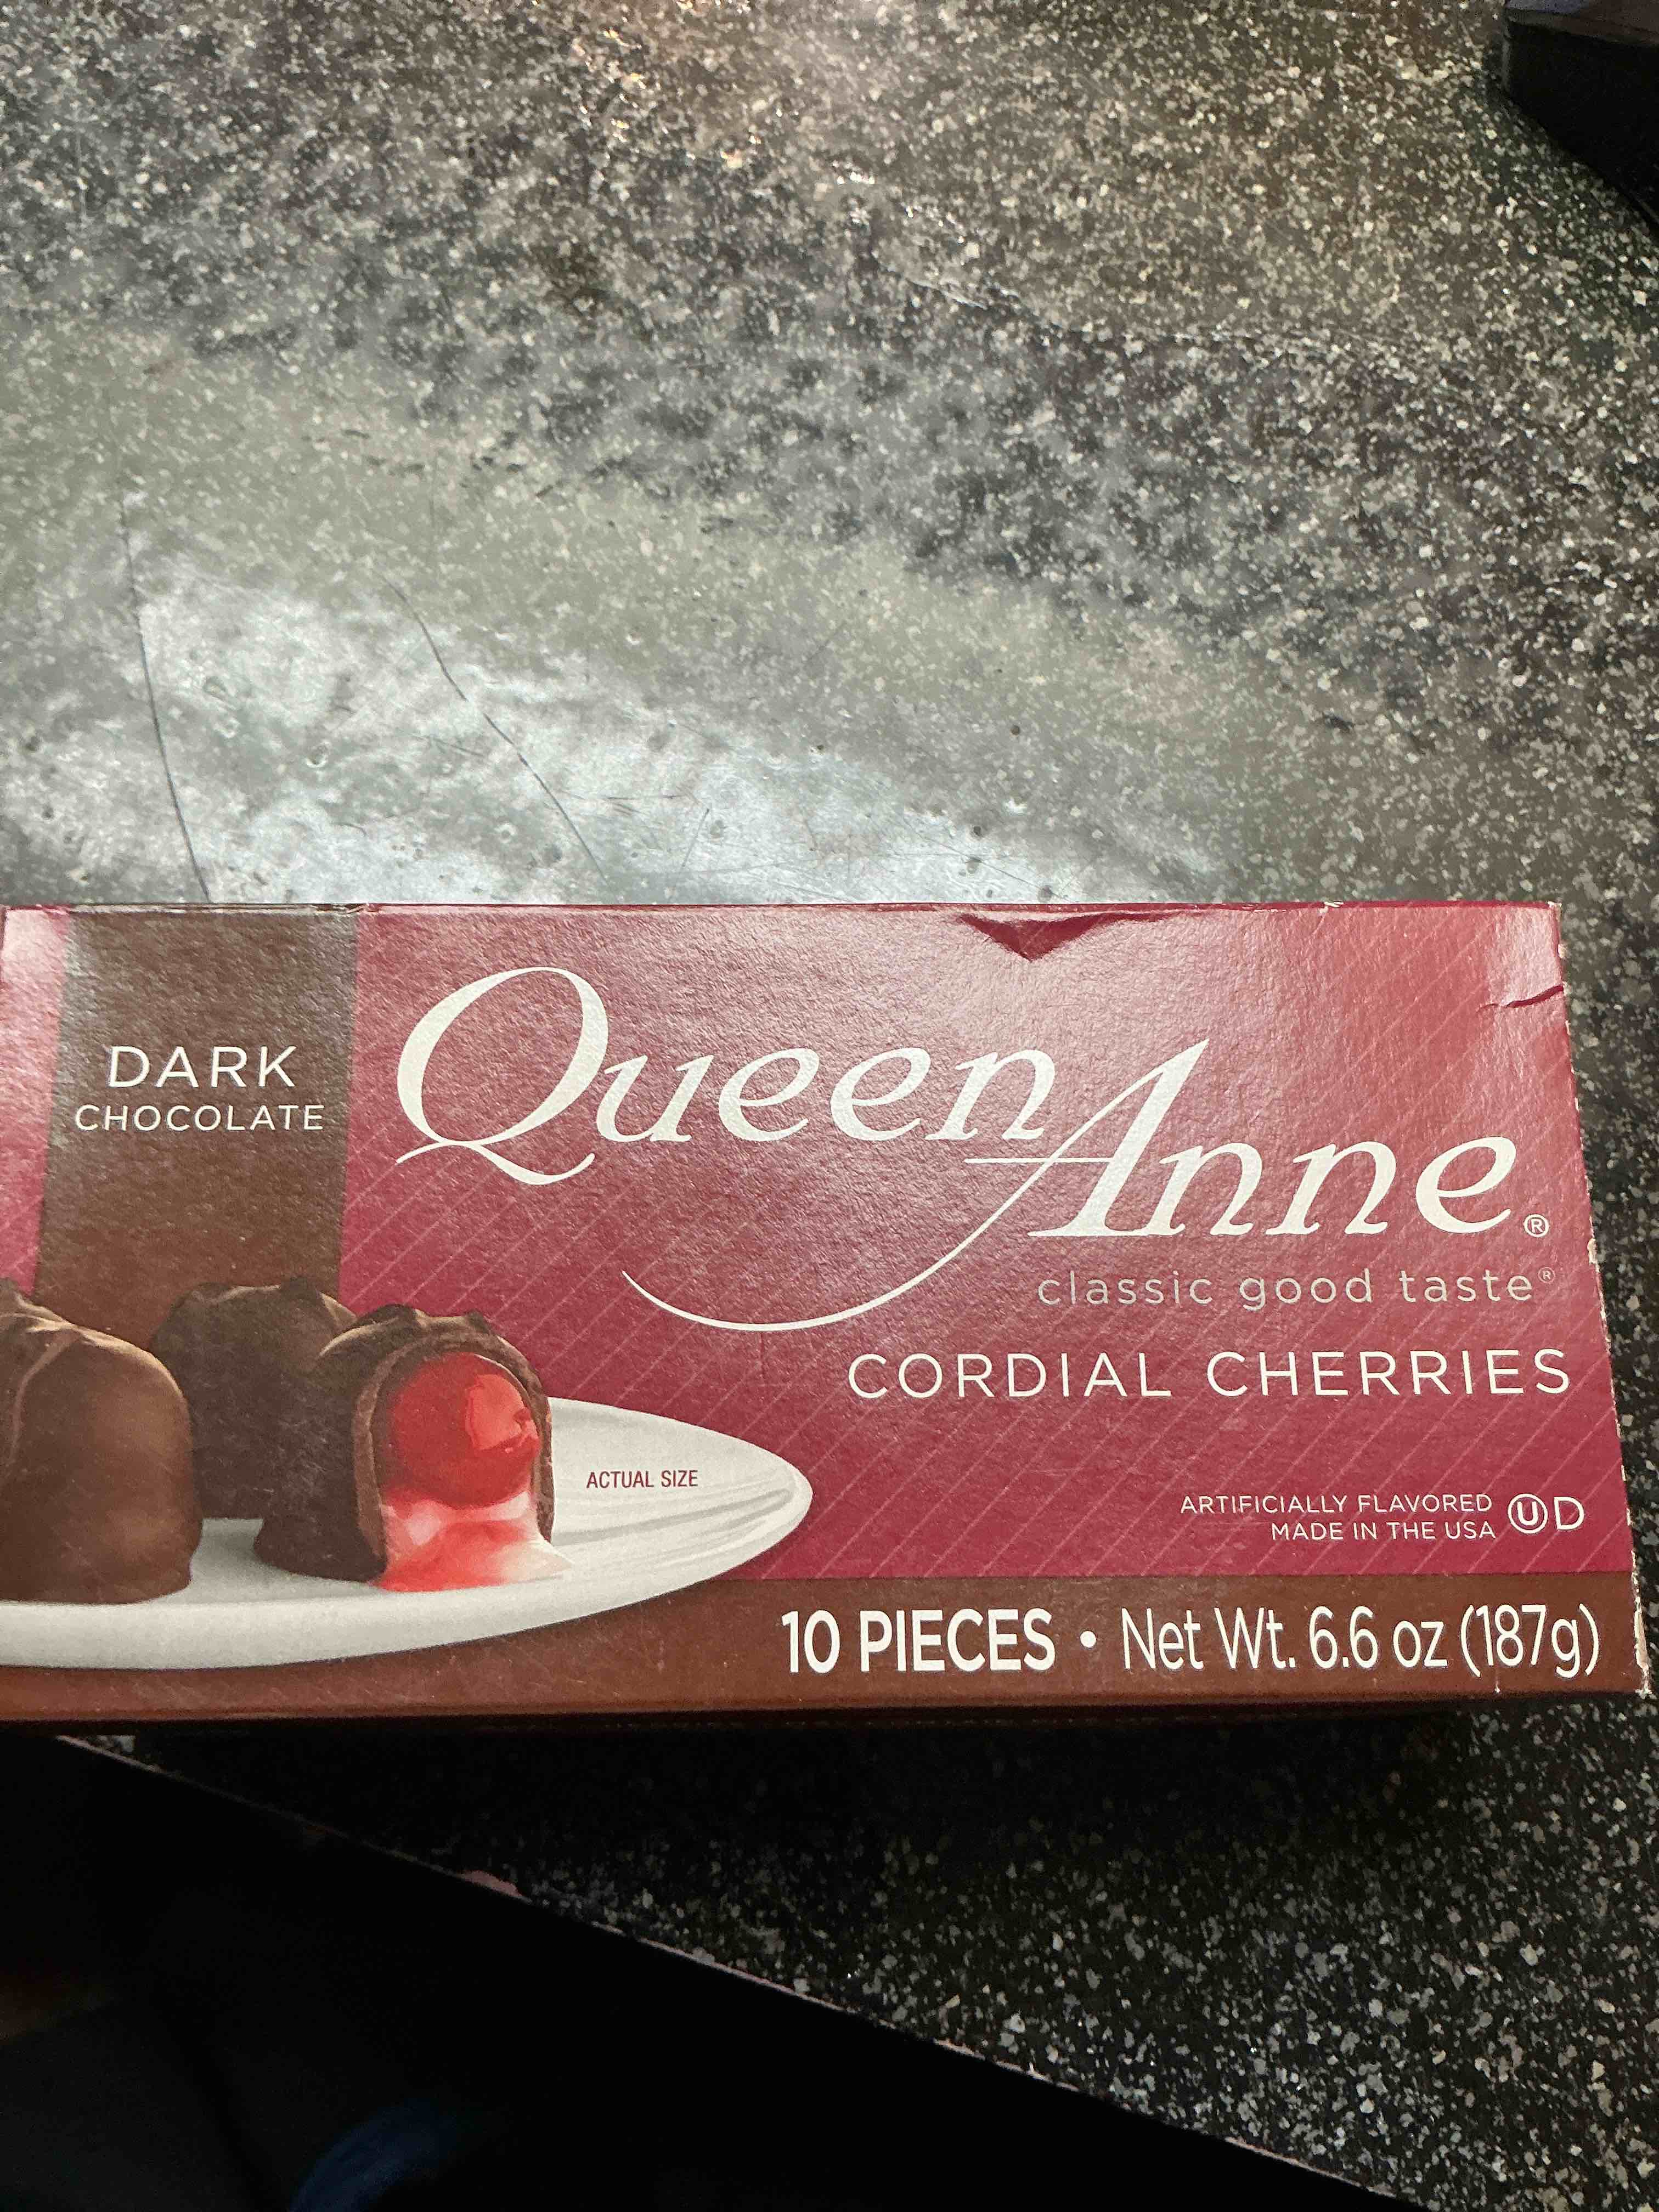 DARK
CHOCOLATE
Queen Anne®
classic good taste®
CORDIAL CHERRIES
ACTUAL SIZE
ARTIFICIALLY FLAVORED
MADE IN THE USA
Ⓤ D
10 PIECES • Net Wt. 6.6 oz (187g)